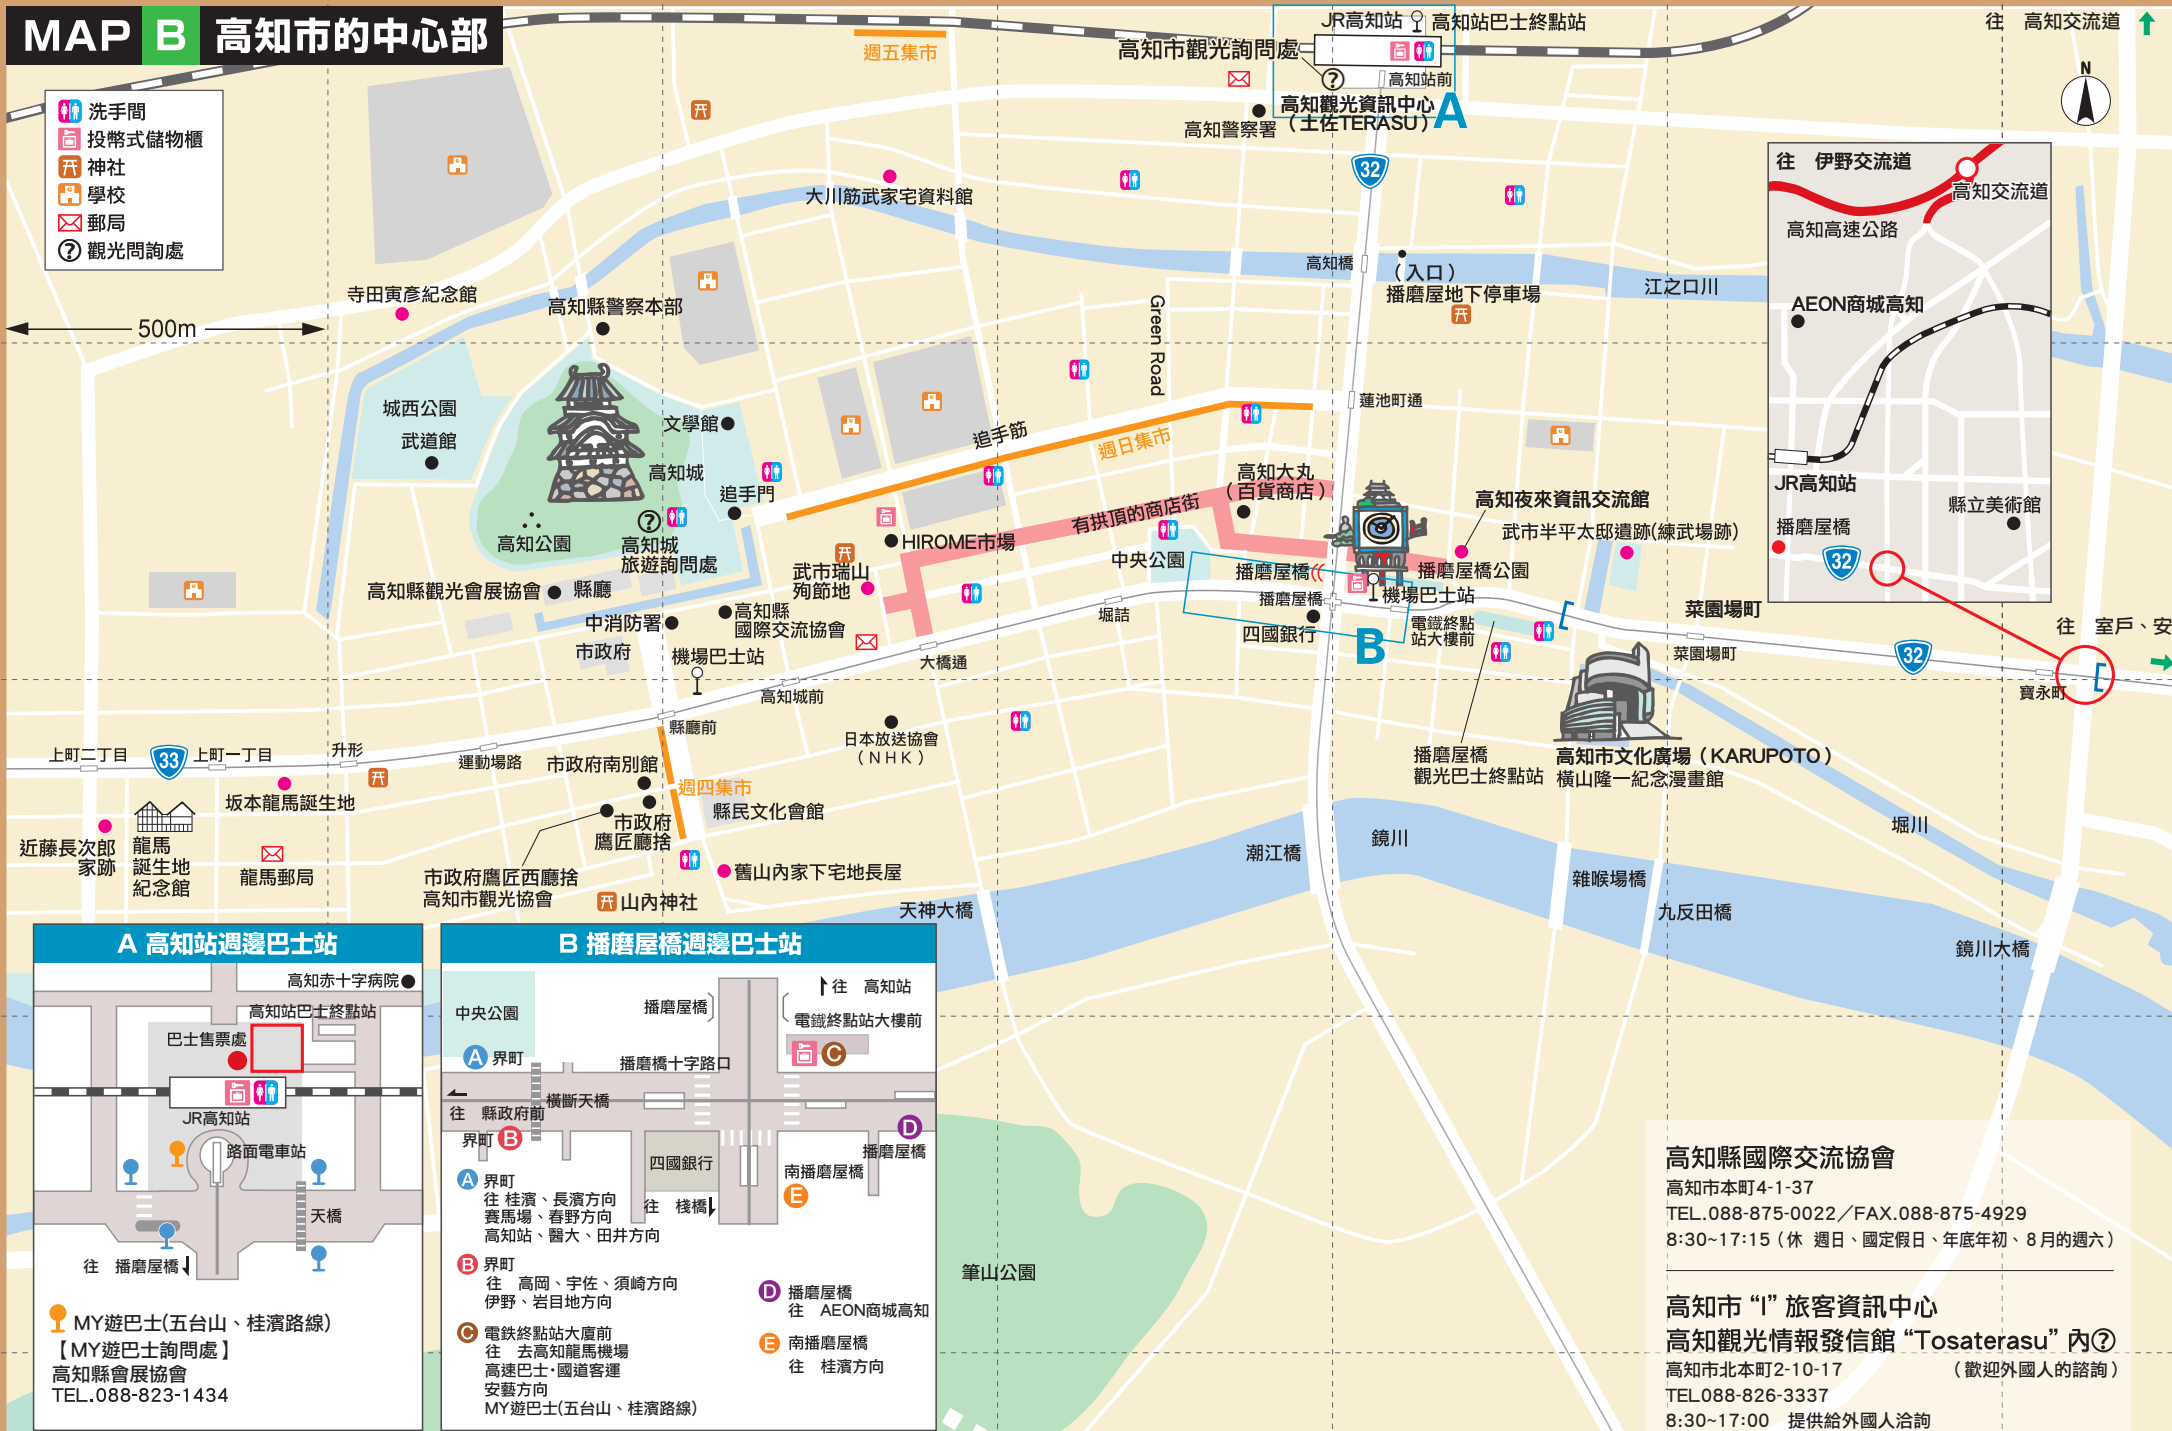 MAP B 高知市的中心部
洗手間
投幣式儲物櫃
神社
學校
郵局
觀光問詢處
500m
週五集市
JR高知站
高知站巴士終點站
高知市觀光詢問處
高知站前
高知觀光資訊中心
（土佐TERASU）
A
高知警察署
往　高知交流道
N
32
大川筋武家宅資料館
寺田寅彥紀念館
高知縣警察本部
高知橋
（入口）
播磨屋地下停車場
江之口川
Green Road
往　伊野交流道
高知交流道
高知高速公路
AEON商城高知
JR高知站
縣立美術館
播磨屋橋
32
城西公園
武道館
文學館
高知城
追手門
高知公園
高知城
旅遊詢問處
追手筋
週日集市
蓮池町通
高知大丸
（百貨商店）
有拱頂的商店街
高知夜來資訊交流館
武市半平太邸遺跡(練武場跡)
HIROME市場
中央公園
武市瑞山
殉節地
播磨屋橋
播磨屋橋公園
機場巴士站
高知縣觀光會展協會
縣廳
中消防署
高知縣
國際交流協會
市政府
機場巴士站
堀詰
播磨屋橋
四國銀行
B
電鐵終點
站大樓前
菜園場町
菜園場町
32
往　室戶、安
寶永町
大橋通
高知城前
縣廳前
日本放送協會
（NHK）
上町二丁目
33
上町一丁目
升形
運動場路
坂本龍馬誕生地
近藤長次郎
家跡
龍馬
誕生地
紀念館
龍馬郵局
市政府南別館
週四集市
縣民文化會館
市政府
鷹匠廳捨
市政府鷹匠西廳捨
高知市觀光協會
舊山內家下宅地長屋
山內神社
播磨屋橋
觀光巴士終點站
高知市文化廣場（KARUPOTO）
橫山隆一紀念漫畫館
潮江橋
鏡川
堀川
雜喉場橋
九反田橋
天神大橋
鏡川大橋
筆山公園
A 高知站週邊巴士站
高知赤十字病院
高知站巴士終點站
巴士售票處
JR高知站
路面電車站
天橋
往　播磨屋橋
MY遊巴士(五台山、桂濱路線)
【MY遊巴士詢問處】
高知縣會展協會
TEL.088-823-1434
B 播磨屋橋週邊巴士站
中央公園
播磨屋橋
往　高知站
電鐵終點站大樓前
C
A 界町
播磨橋十字路口
橫斷天橋
往　縣政府前
界町 B
D
播磨屋橋
四國銀行
南播磨屋橋
E
往　棧橋
A 界町
往 桂濱、長濱方向
賽馬場、春野方向
高知站、醫大、田井方向
B 界町
往　高岡、宇佐、須崎方向
伊野、岩目地方向
C 電鉄終點站大廈前
往　去高知龍馬機場
高速巴士･國道客運
安藝方向
MY遊巴士(五台山、桂濱路線)
D 播磨屋橋
往　AEON商城高知
E 南播磨屋橋
往　桂濱方向
高知縣國際交流協會
高知市本町4-1-37
TEL.088-875-0022／FAX.088-875-4929
8:30~17:15（休 週日、國定假日、年底年初、8月的週六）
高知市 “I” 旅客資訊中心
高知觀光情報發信館 “Tosaterasu” 內?
高知市北本町2-10-17 （歡迎外國人的諮詢）
TEL088-826-3337
8:30~17:00　提供給外國人洽詢